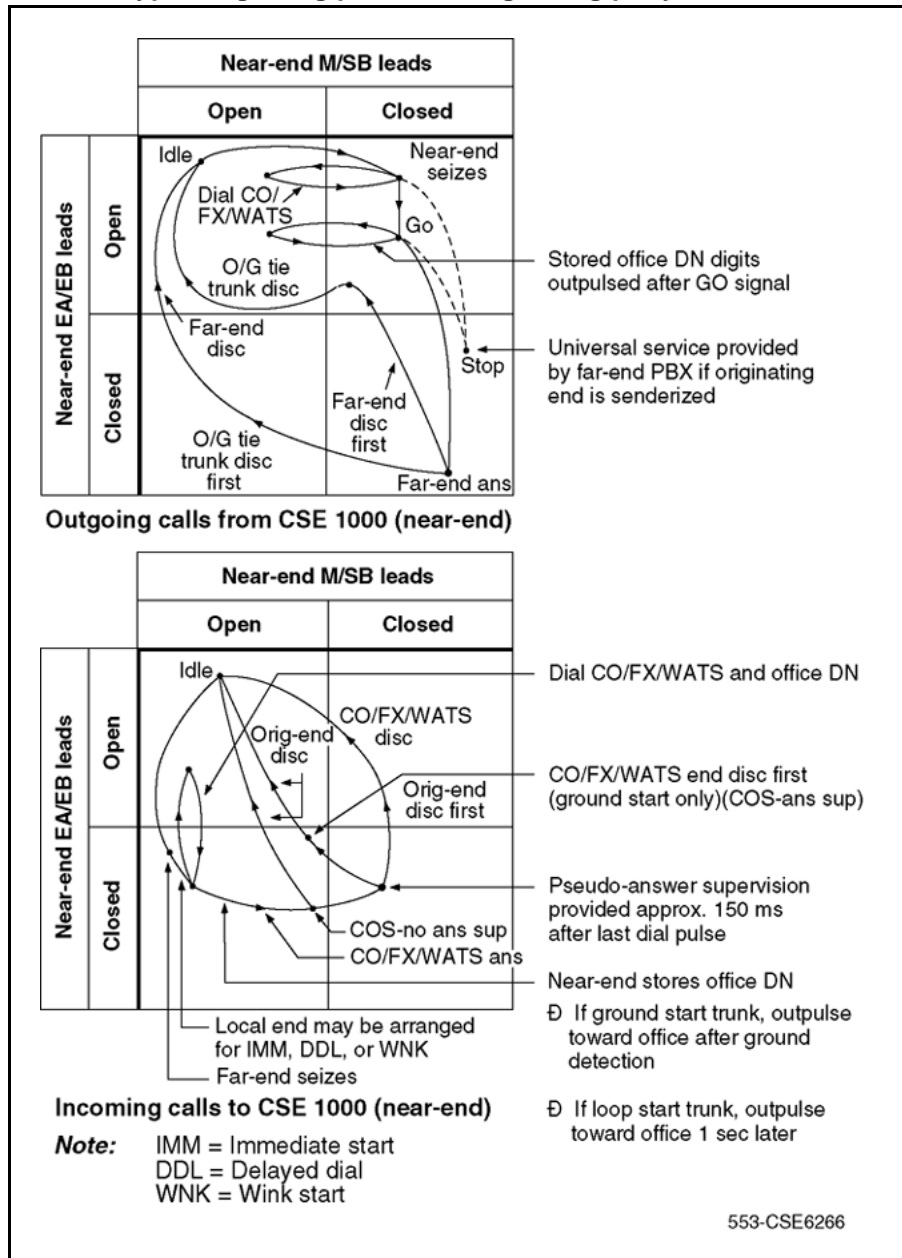 Near-end M/SB leads
Open
Closed
Near-end EA/EB leads
Open
Closed
Idle
Near-end
seizes
Dial CO/
FX/WATS
Go
O/G tie
trunk disc
Stored office DN digits
outpulsed after GO signal
Far-end
disc
Stop
Universal service provided
by far-end PBX if originating
end is senderized
Far-end
disc
first
O/G tie
trunk disc
first
Far-end ans
Outgoing calls from CSE 1000 (near-end)
Near-end M/SB leads
Open
Closed
Near-end EA/EB leads
Open
Closed
Idle
Dial CO/FX/WATS and office DN
CO/FX/WATS
disc
Orig-end
disc
Orig-end
disc first
CO/FX/WATS end disc first
(ground start only)(COS-ans sup)
Pseudo-answer supervision
provided approx. 150 ms
after last dial pulse
COS-no ans sup
CO/FX/WATS ans
Near-end stores office DN
Đ If ground start trunk, outpulse
toward office after ground
detection
Đ If loop start trunk, outpulse
toward office 1 sec later
Local end may be arranged
for IMM, DDL, or WNK
Far-end seizes
Incoming calls to CSE 1000 (near-end)
Note: IMM = Immediate start
DDL = Delayed dial
WNK = Wink start
553-CSE6266